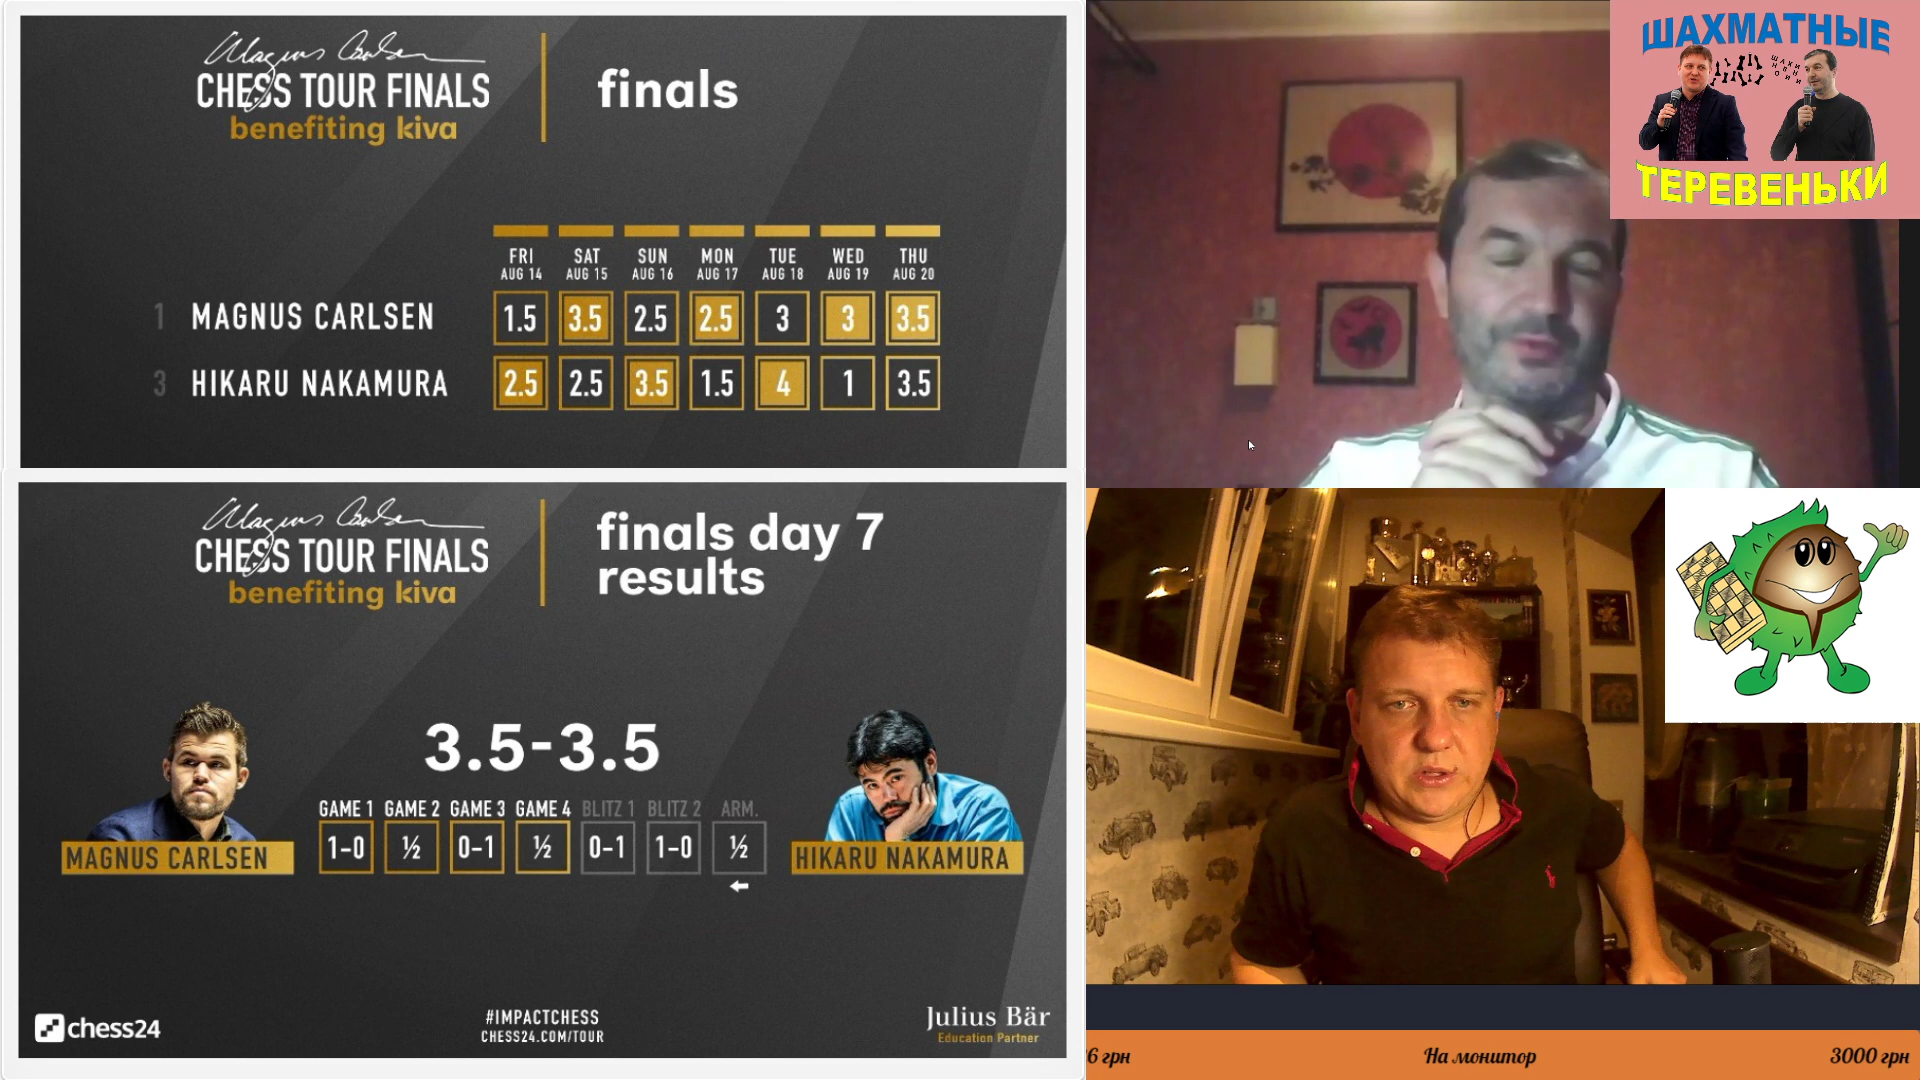 Magnus Carlsen
CHESS TOUR FINALS
benefiting kiva
finals
FRI SAT SUN MON TUE WED THU
AUG 14 AUG 15 AUG 16 AUG 17 AUG 18 AUG 19 AUG 20
1 MAGNUS CARLSEN 1.5 3.5 2.5 2.5 3 3 3.5
3 HIKARU NAKAMURA 2.5 2.5 3.5 1.5 4 1 3.5
Magnus Carlsen
CHESS TOUR FINALS
benefiting kiva
finals day 7
results
3.5-3.5
GAME 1 GAME 2 GAME 3 GAME 4 BLITZ 1 BLITZ 2 ARM.
1-0 ½ 0-1 ½ 0-1 1-0 ½
MAGNUS CARLSEN
HIKARU NAKAMURA
chess24
#IMPACTCHESS
CHESS24.COM/TOUR
Julius Bär
Education Partner
ШАХМАТНЫЕ
ТЕРЕВЕНЬКИ
6 грн На монитор 3000 грн